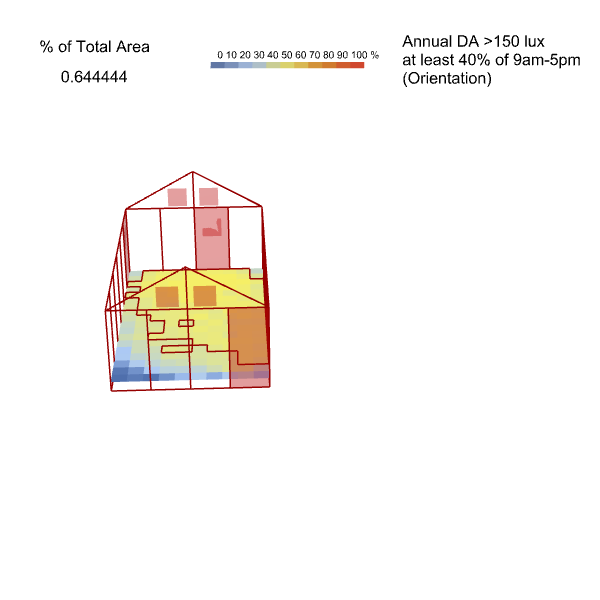 % of Total Area
0.644444
0 10 20 30 40 50 60 70 80 90 100 %
Annual DA >150 lux
at least 40% of 9am-5pm
(Orientation)